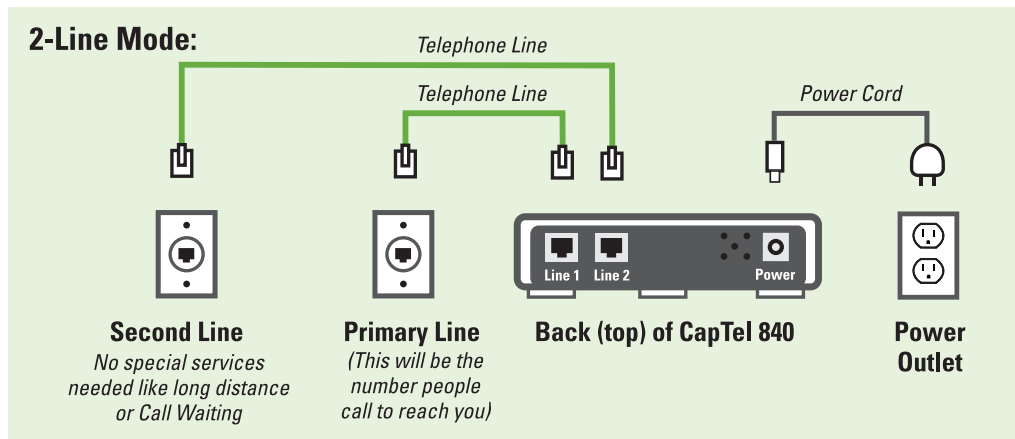 2-Line Mode:
Telephone Line
Telephone Line
Power Cord
Line 1
Line 2
Power
Second Line
No special services
needed like long distance
or Call Waiting
Primary Line
(This will be the
number people
call to reach you)
Back (top) of CapTel 840
Power
Outlet